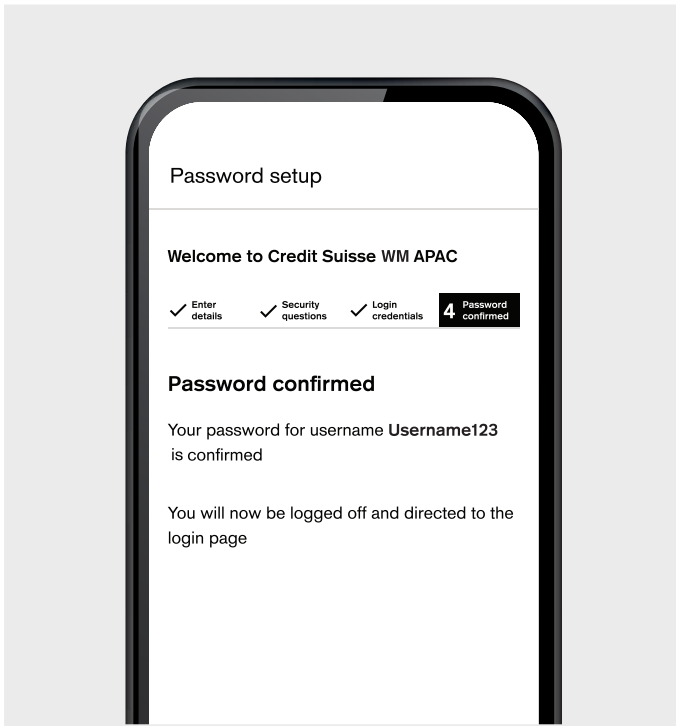 Password setup
Welcome to Credit Suisse WM APAC
Enter
details
Security
questions
Login
credentials
4 Password
confirmed
Password confirmed
Your password for username Username123
is confirmed
You will now be logged off and directed to the
login page